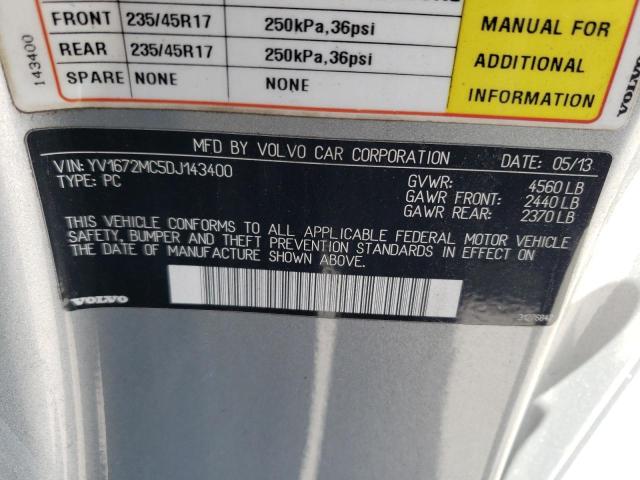 FRONT 235/45R17 250kPa,36psi
REAR 235/45R17 250kPa,36psi
SPARE NONE NONE
MANUAL FOR
ADDITIONAL
INFORMATION
143400
VOLVO
MFD BY VOLVO CAR CORPORATION DATE: 05/13
VIN: YV1672MC5DJ143400
TYPE: PC
GVWR: 4560 LB
GAWR FRONT: 2440 LB
GAWR REAR: 2370 LB
THIS VEHICLE CONFORMS TO ALL APPLICABLE FEDERAL MOTOR VEHICLE
SAFETY, BUMPER AND THEFT PREVENTION STANDARDS IN EFFECT ON
THE DATE OF MANUFACTURE SHOWN ABOVE.
VOLVO